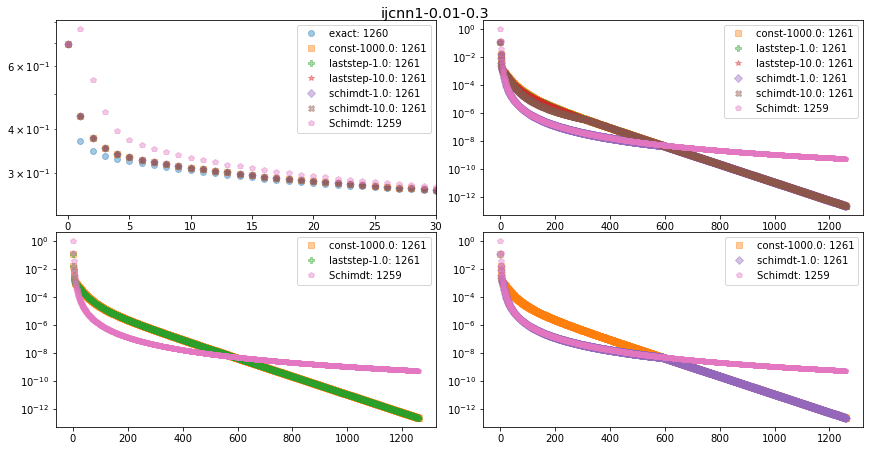 ijcnn1-0.01-0.3
6 × 10⁻¹
4 × 10⁻¹
3 × 10⁻¹
0 5 10 15 20 25 30
exact: 1260
const-1000.0: 1261
laststep-1.0: 1261
laststep-10.0: 1261
schimdt-1.0: 1261
schimdt-10.0: 1261
Schimdt: 1259
10⁰
10⁻²
10⁻⁴
10⁻⁶
10⁻⁸
10⁻¹⁰
10⁻¹²
0 200 400 600 800 1000 1200
const-1000.0: 1261
laststep-1.0: 1261
laststep-10.0: 1261
schimdt-1.0: 1261
schimdt-10.0: 1261
Schimdt: 1259
10⁰
10⁻²
10⁻⁴
10⁻⁶
10⁻⁸
10⁻¹⁰
10⁻¹²
0 200 400 600 800 1000 1200
const-1000.0: 1261
laststep-1.0: 1261
Schimdt: 1259
10⁰
10⁻²
10⁻⁴
10⁻⁶
10⁻⁸
10⁻¹⁰
10⁻¹²
0 200 400 600 800 1000 1200
const-1000.0: 1261
schimdt-1.0: 1261
Schimdt: 1259